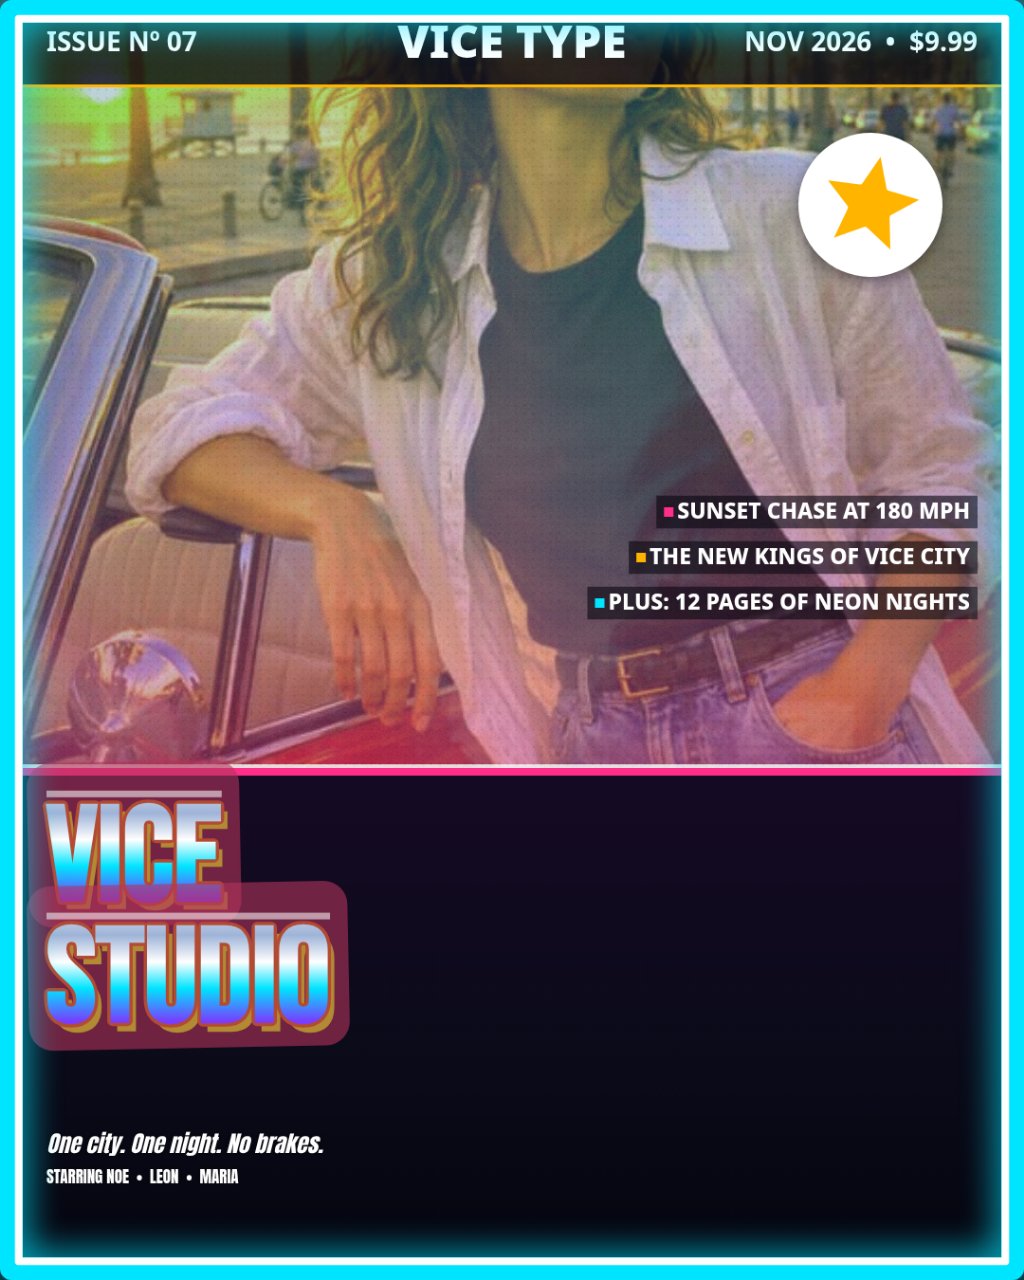 ISSUE Nº 07
VICE TYPE
NOV 2026 • $9.99
SUNSET CHASE AT 180 MPH
THE NEW KINGS OF VICE CITY
PLUS: 12 PAGES OF NEON NIGHTS
VICE
STUDIO
One city. One night. No brakes.
STARRING NOE • LEON • MARIA